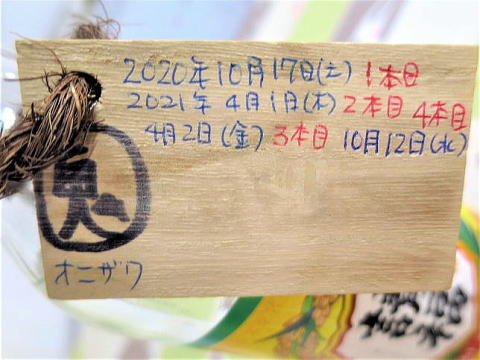 2020年10月17日(土) 1本目
2021年 4月1日(木) 2本目 4本目
4月2日(金) 3本目 10月12日(火)
鬼
オニザワ